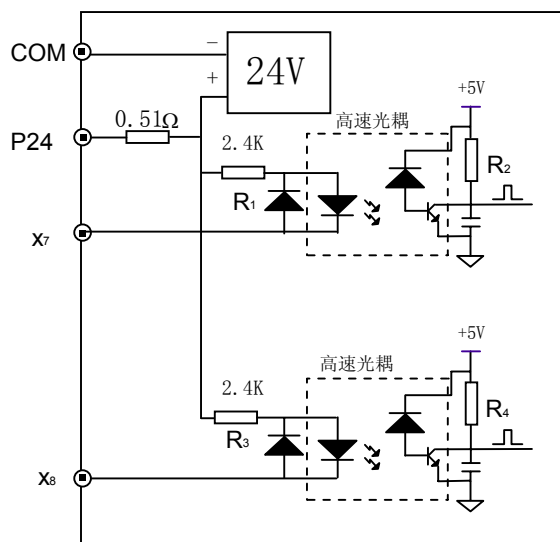 COM
−
+
24V
P24
0.51Ω
+5V
高速光耦
2.4K
R₁
R₂
x₇
+5V
高速光耦
2.4K
R₃
R₄
x₈